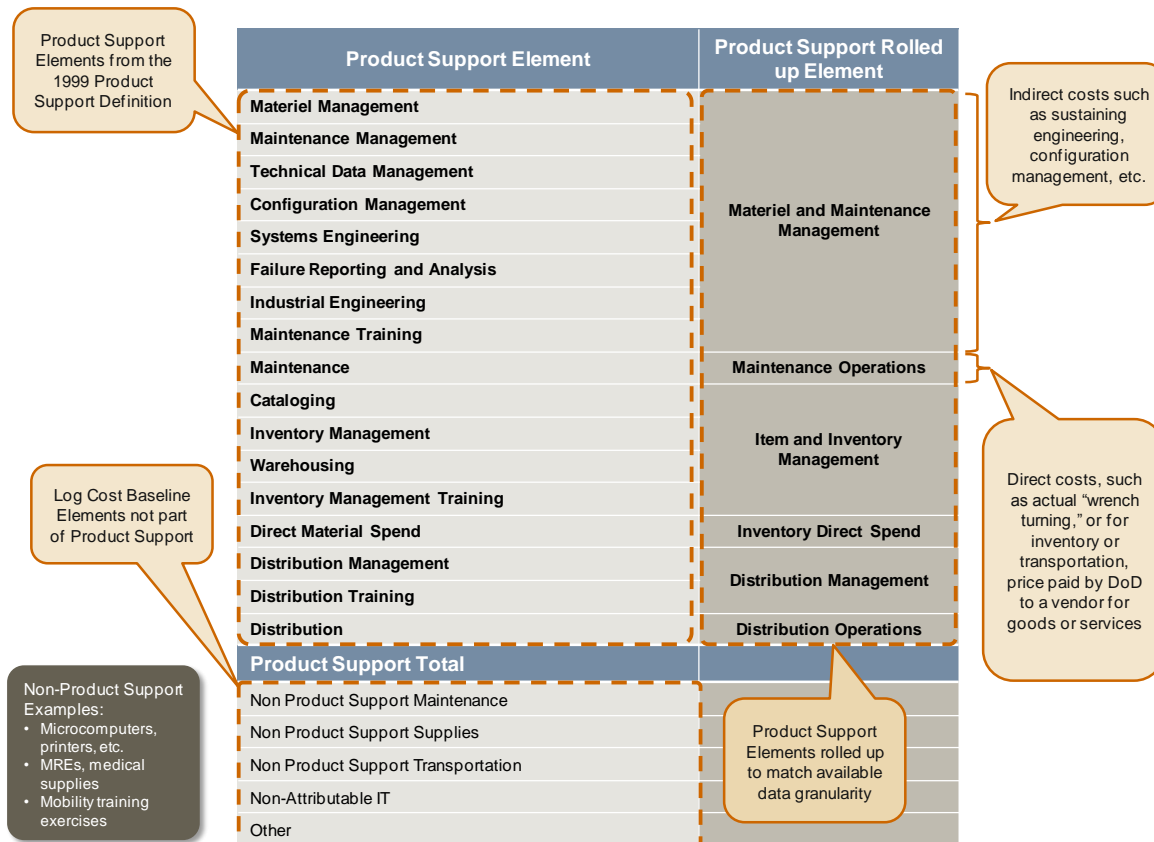 Product Support
Elements from the
1999 Product
Support Definition
Product Support Element
Product Support Rolled
up Element
Materiel Management
Maintenance Management
Technical Data Management
Configuration Management
Systems Engineering
Failure Reporting and Analysis
Industrial Engineering
Maintenance Training
Materiel and Maintenance
Management
Maintenance
Maintenance Operations
Cataloging
Inventory Management
Warehousing
Inventory Management Training
Item and Inventory
Management
Direct Material Spend
Inventory Direct Spend
Distribution Management
Distribution Training
Distribution Management
Distribution
Distribution Operations
Product Support Total
Non Product Support Maintenance
Non Product Support Supplies
Non Product Support Transportation
Non-Attributable IT
Other
Indirect costs such
as sustaining
engineering,
configuration
management, etc.
Direct costs, such
as actual “wrench
turning,” or for
inventory or
transportation,
price paid by DoD
to a vendor for
goods or services
Log Cost Baseline
Elements not part
of Product Support
Non-Product Support
Examples:
• Microcomputers,
printers, etc.
• MREs, medical
supplies
• Mobility training
exercises
Product Support
Elements rolled up
to match available
data granularity